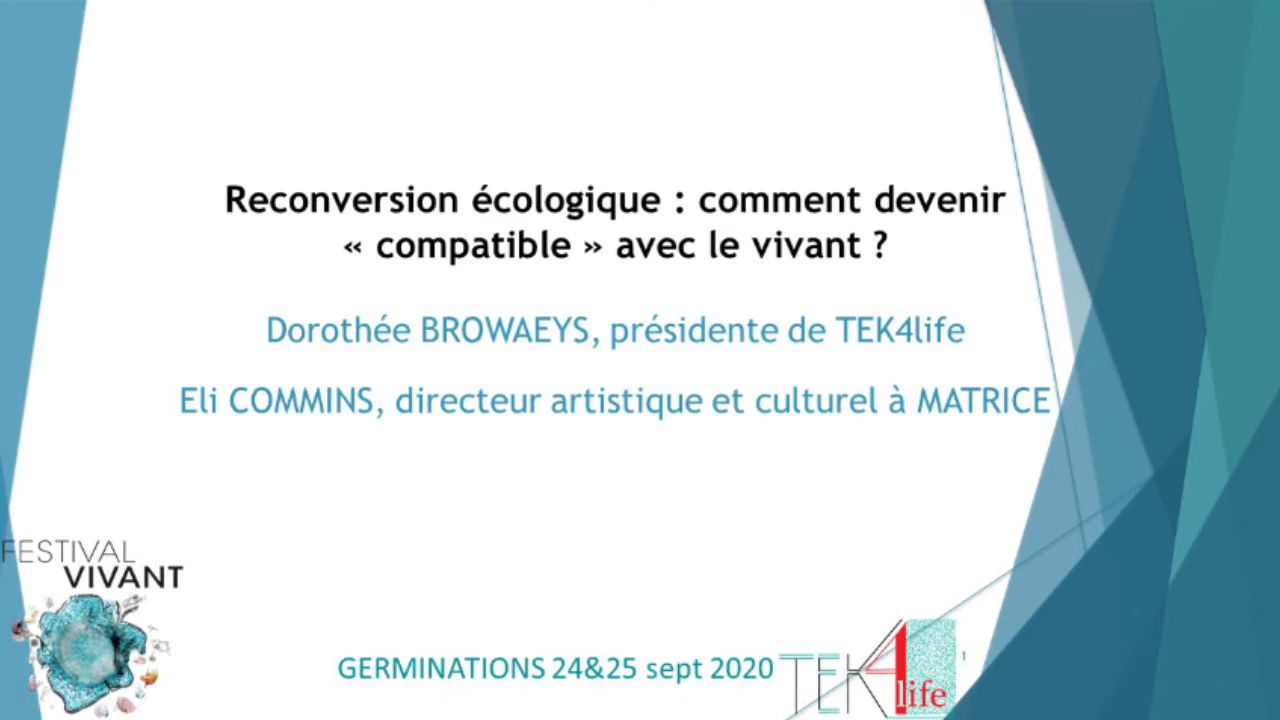 Reconversion écologique : comment devenir
« compatible » avec le vivant ?
Dorothée BROWAEYS, présidente de TEK4life
Eli COMMINS, directeur artistique et culturel à MATRICE
FESTIVAL
VIVANT
GERMINATIONS 24&25 sept 2020
TEK4life
1